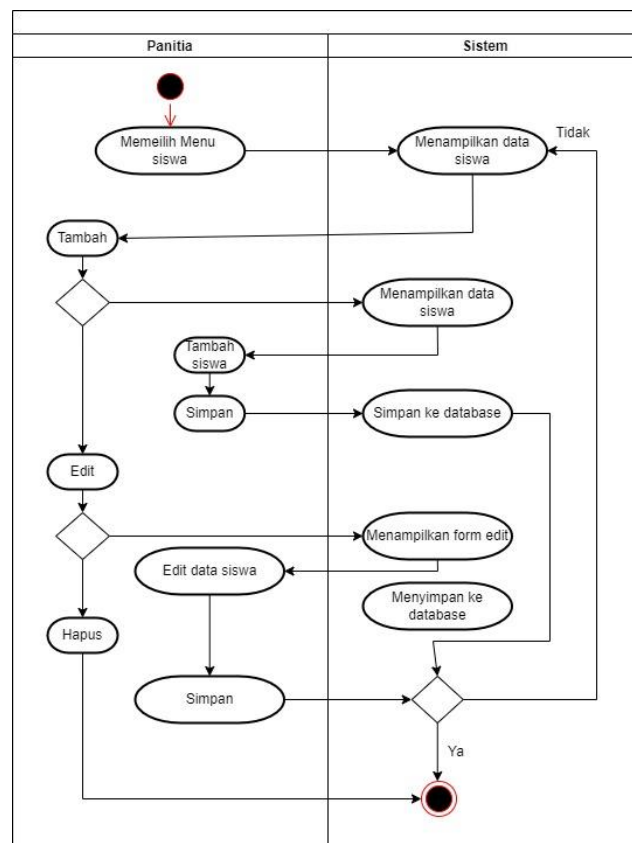 Panitia
Sistem
Memeilih Menu
siswa
Menampilkan data
siswa
Tidak
Tambah
Menampilkan data
siswa
Tambah
siswa
Simpan
Simpan ke database
Edit
Menampilkan form edit
Edit data siswa
Menyimpan ke
database
Hapus
Simpan
Ya